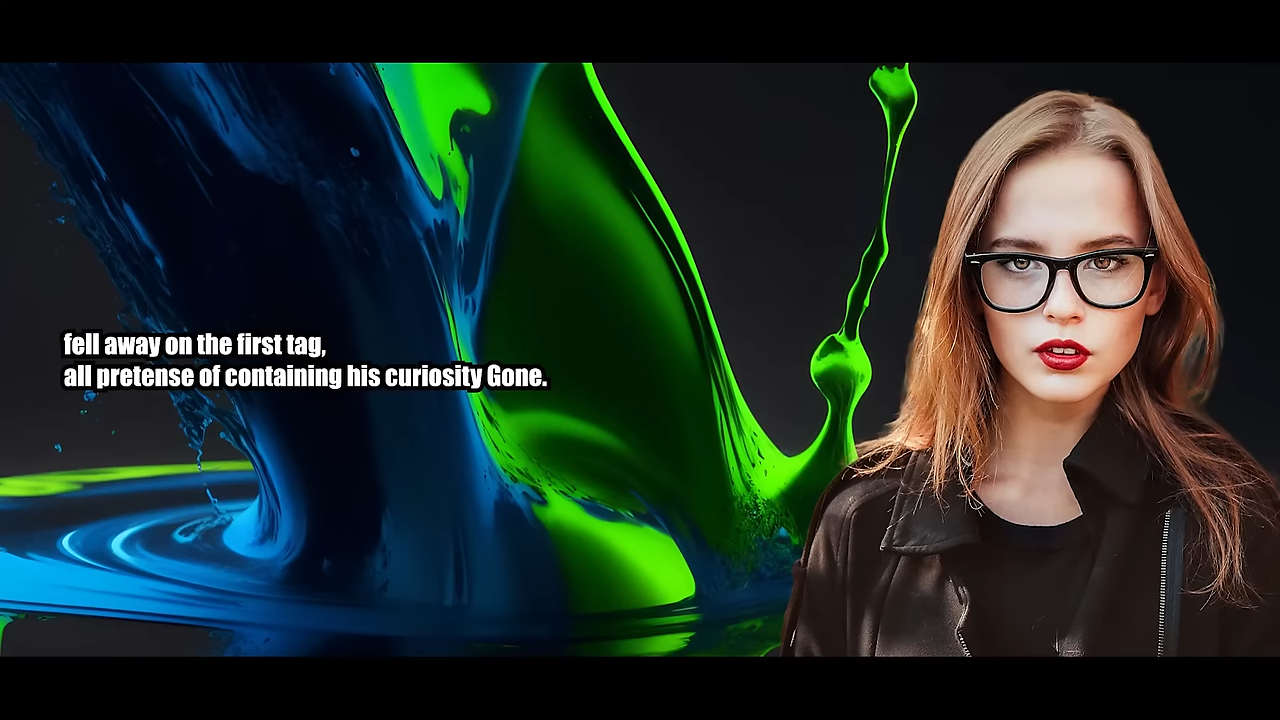 fell away on the first tag,
all pretense of containing his curiosity Gone.